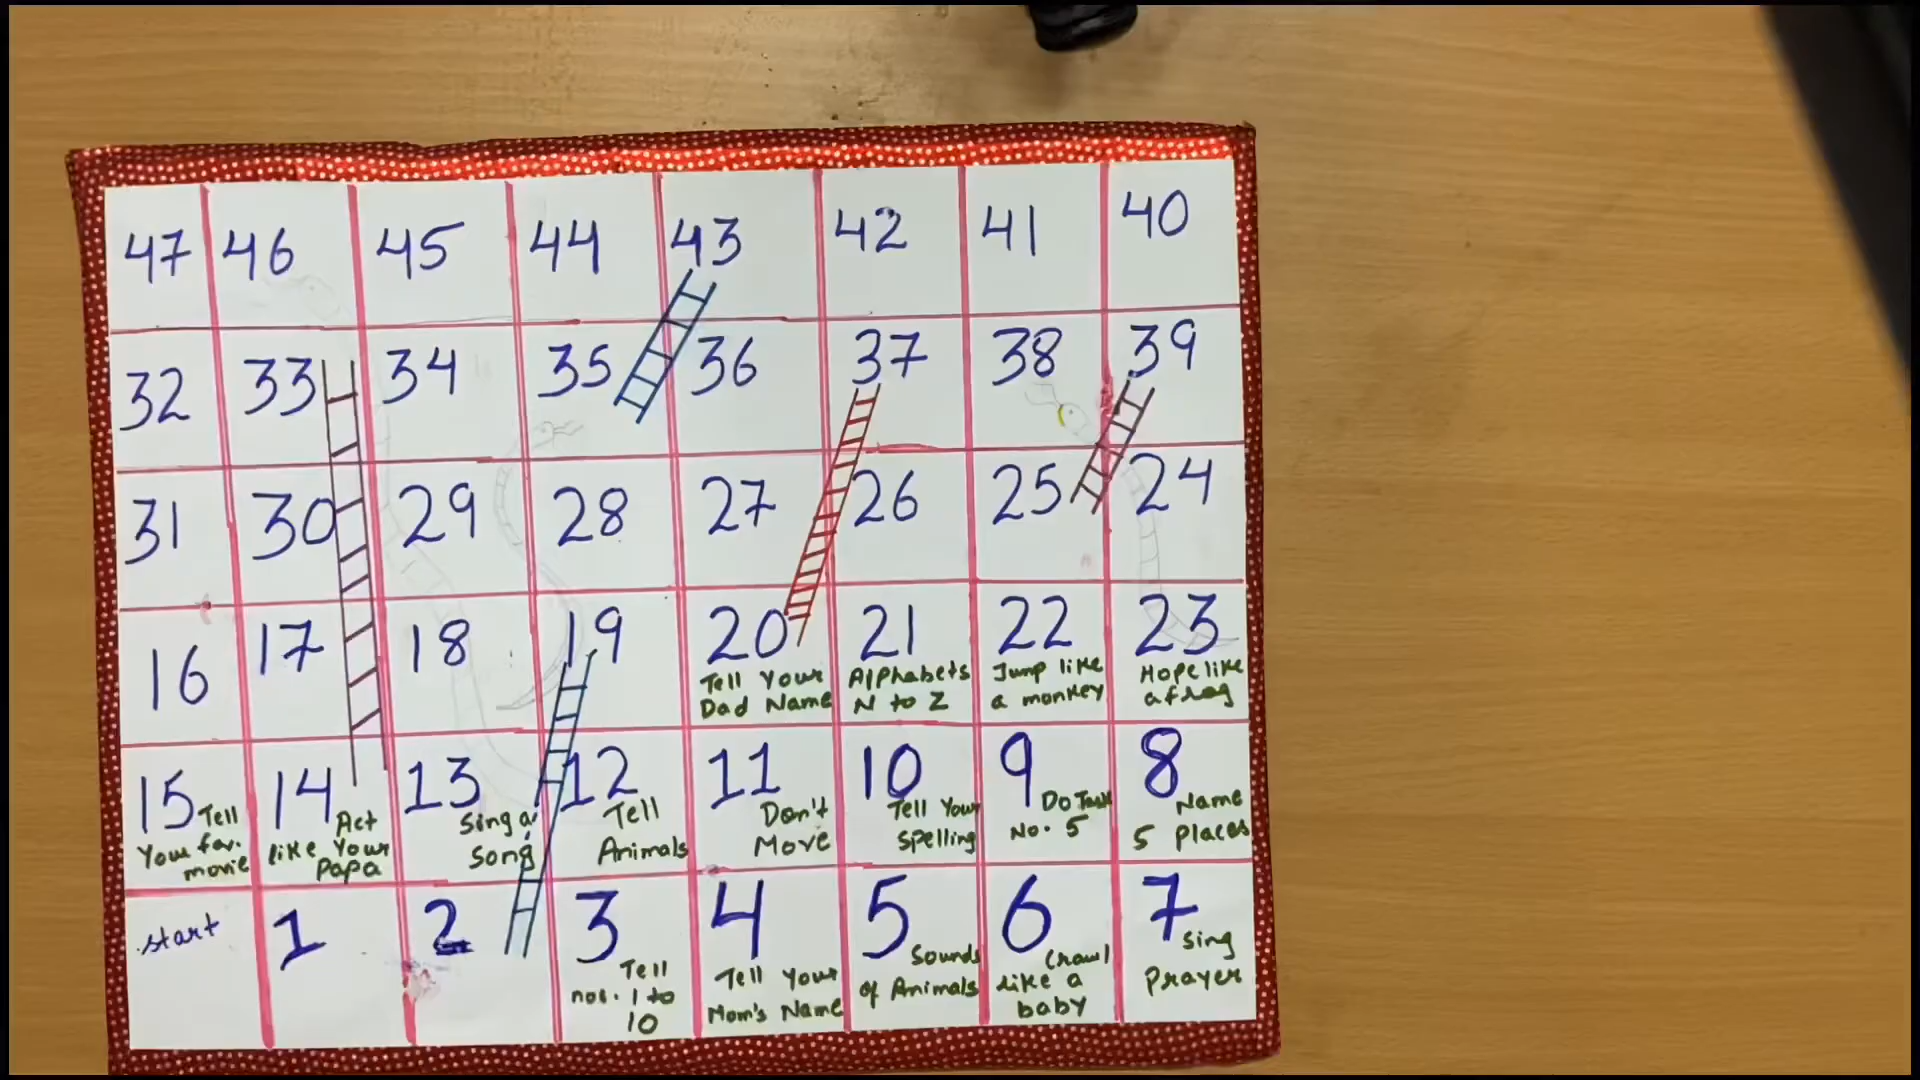 47 46 45 44 43 42 41 40
32 33 34 35 36 37 38 39
31 30 29 28 27 26 25 24
16 17 18 19 20 21 22 23
Tell Your
Dad Name
Alphabets
N to Z
Jump like
a monkey
Hope like
a frog
15 14 13 12 11 10 9 8
Tell
Your fav.
movie
Act
like Your
Papa
Sing a
Song
Tell
Animals
Don't
Move
Tell Your
Spelling
Do Task
No. 5
Name
5 places
start 1 2 3 4 5 6 7
Tell
nos. 1 to
10
Tell Your
Mom's Name
Sounds
of Animals
Crawl
like a
baby
Sing
Prayer